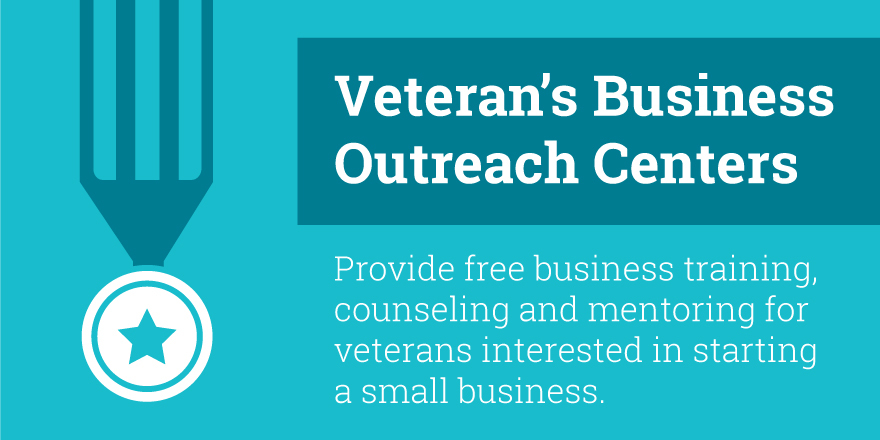 Veteran’s Business
Outreach Centers
Provide free business training,
counseling and mentoring for
veterans interested in starting
a small business.